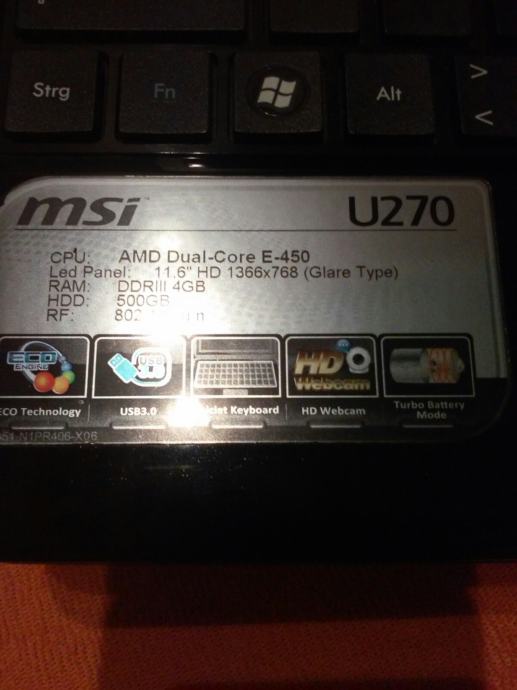 Strg
Fn
Alt
>
<
msi
U270
CPU: AMD Dual-Core E-450
Led Panel: 11.6" HD 1366x768 (Glare Type)
RAM: DDRIII 4GB
HDD: 500GB
RF:
ECO
ENGINE
USB
3.0
HD
Webcam
ECO Technology
USB3.0
Keyboard
HD Webcam
Turbo Battery
Mode